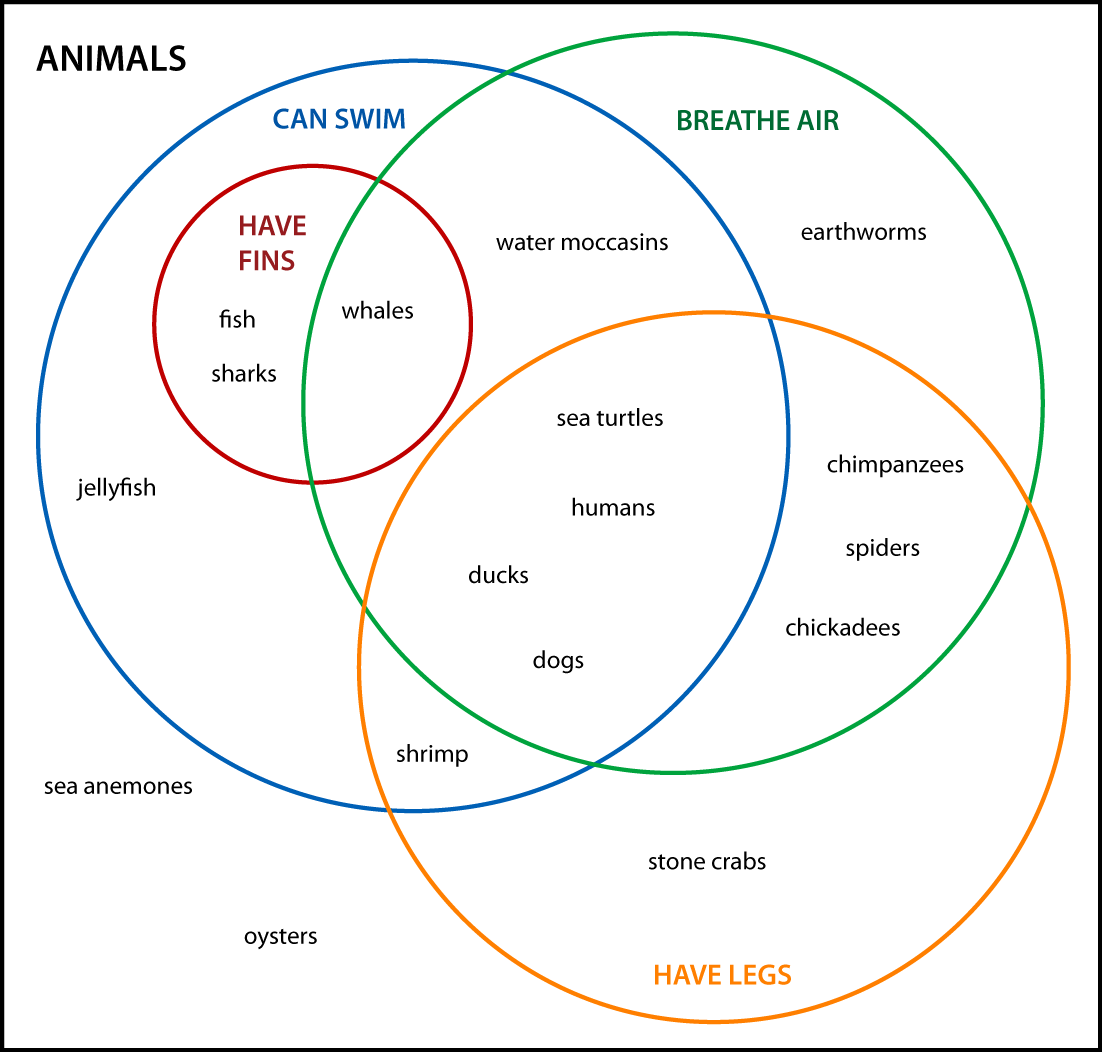 ANIMALS
CAN SWIM
BREATHE AIR
HAVE
FINS
water moccasins
earthworms
whales
fish
sharks
sea turtles
chimpanzees
jellyfish
humans
spiders
ducks
chickadees
dogs
shrimp
sea anemones
stone crabs
oysters
HAVE LEGS